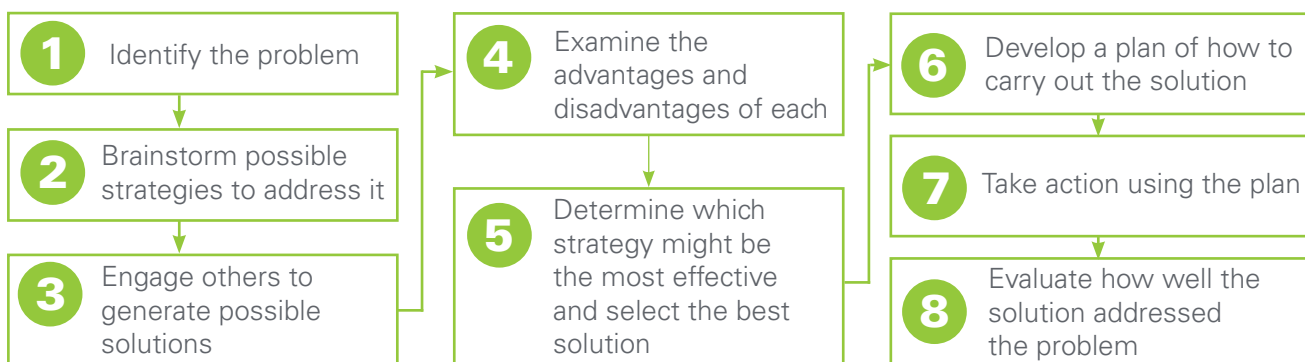 1 Identify the problem
2 Brainstorm possible
strategies to address it
3 Engage others to
generate possible
solutions
4 Examine the
advantages and
disadvantages of each
5 Determine which
strategy might be
the most effective
and select the best
solution
6 Develop a plan of how to
carry out the solution
7 Take action using the plan
8 Evaluate how well the
solution addressed
the problem